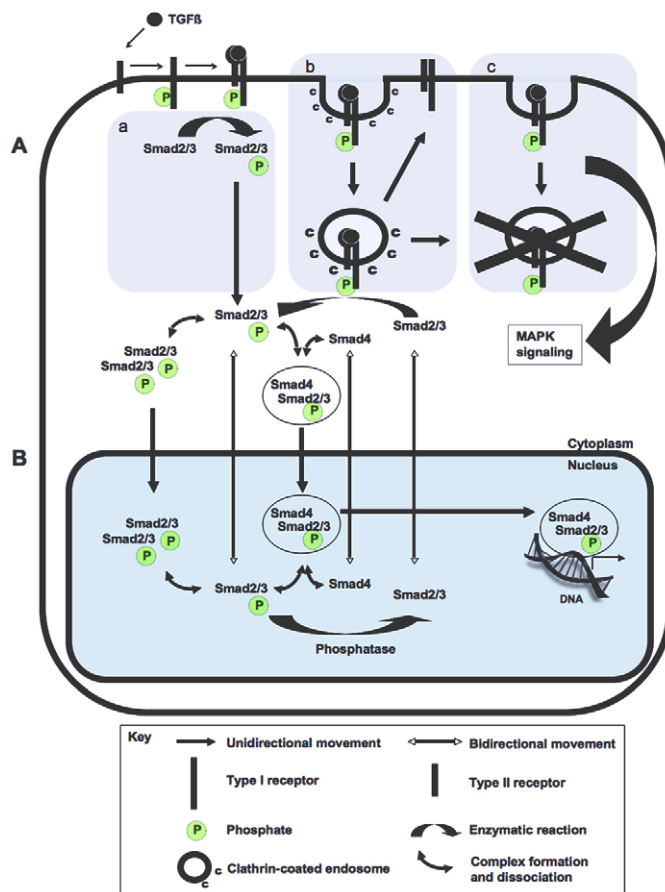 TGFß
P
P
A
a
Smad2/3
Smad2/3
P
b
c
c
c
c
c
c
P
c
c
c
c
c
c
P
c
P
P
MAPK
signaling
Smad2/3
P
Smad4
Smad2/3
Smad2/3
Smad2/3
P
P
Smad4
Smad2/3
P
Cytoplasm
B
Nucleus
Smad2/3
Smad2/3
P
P
Smad4
Smad2/3
P
Smad4
Smad2/3
P
DNA
Smad2/3
P
Smad4
Smad2/3
Phosphatase
Key
Unidirectional movement
Bidirectional movement
Type I receptor
Type II receptor
P
Phosphate
Enzymatic reaction
c
c
Clathrin-coated endosome
Complex formation
and dissociation